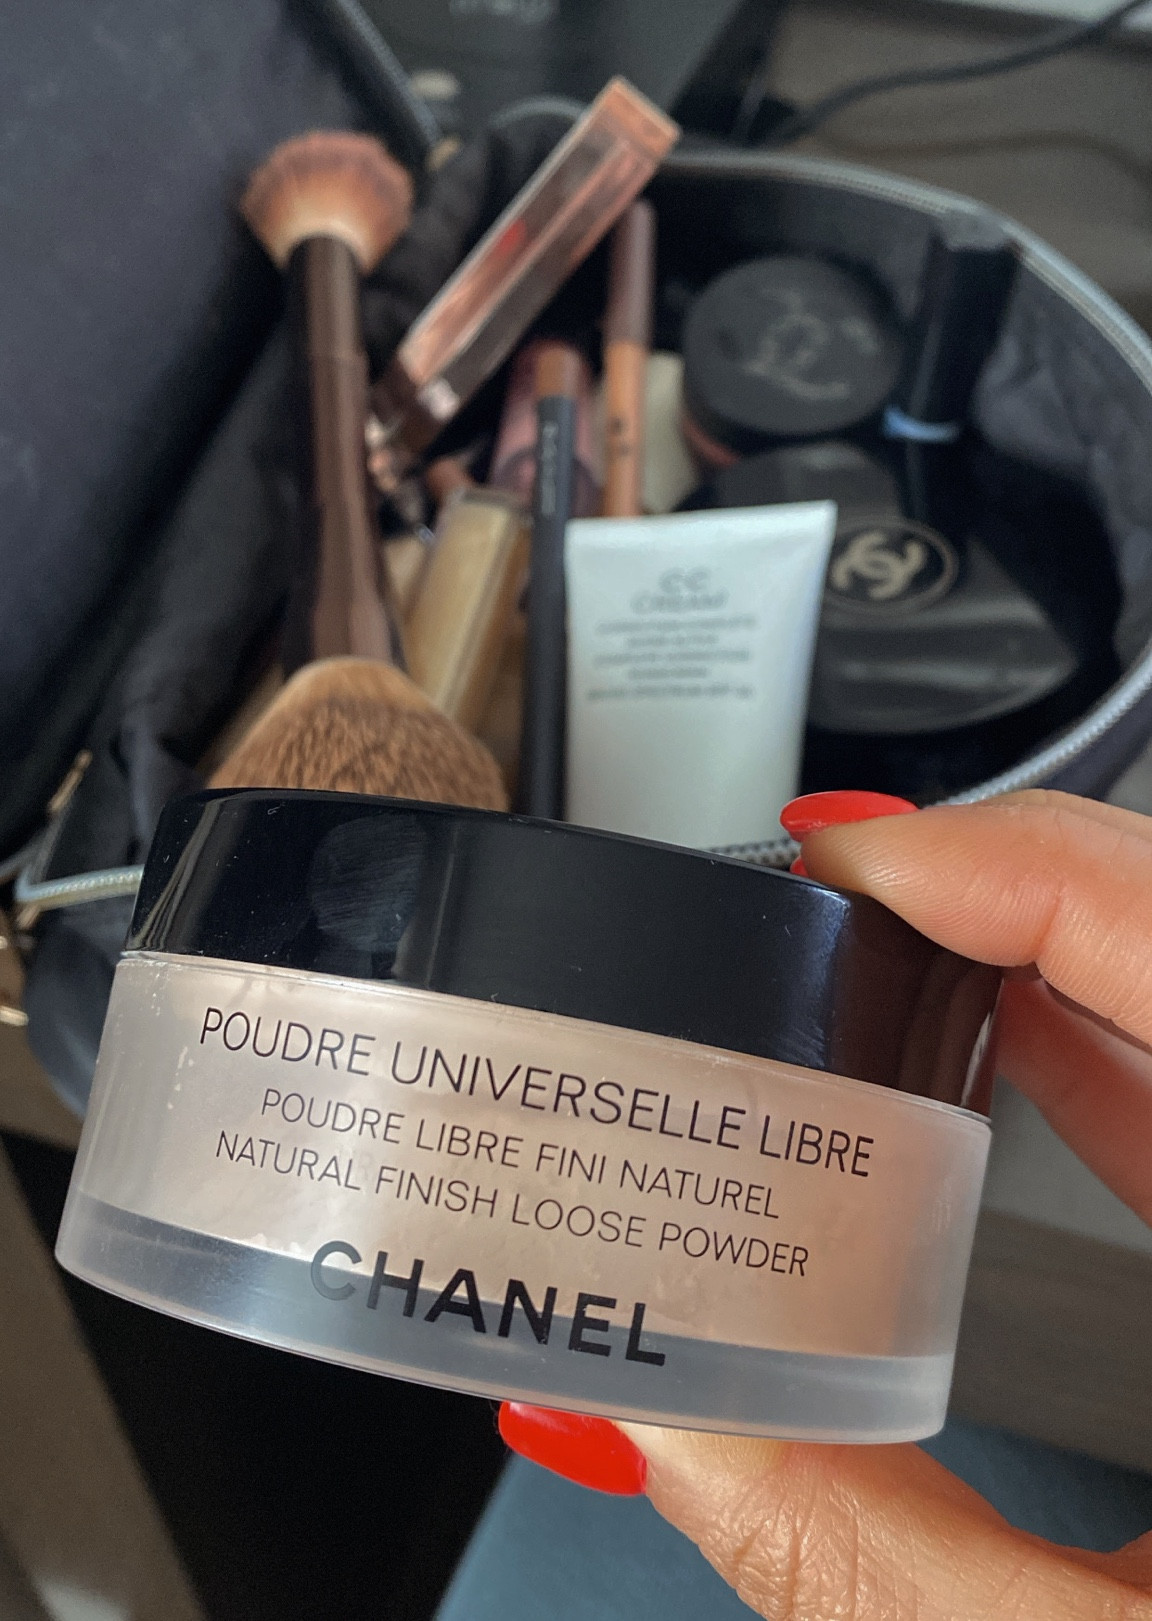 CC
CREAM
POUDRE UNIVERSELLE LIBRE
POUDRE LIBRE FINI NATUREL
NATURAL FINISH LOOSE POWDER
CHANEL